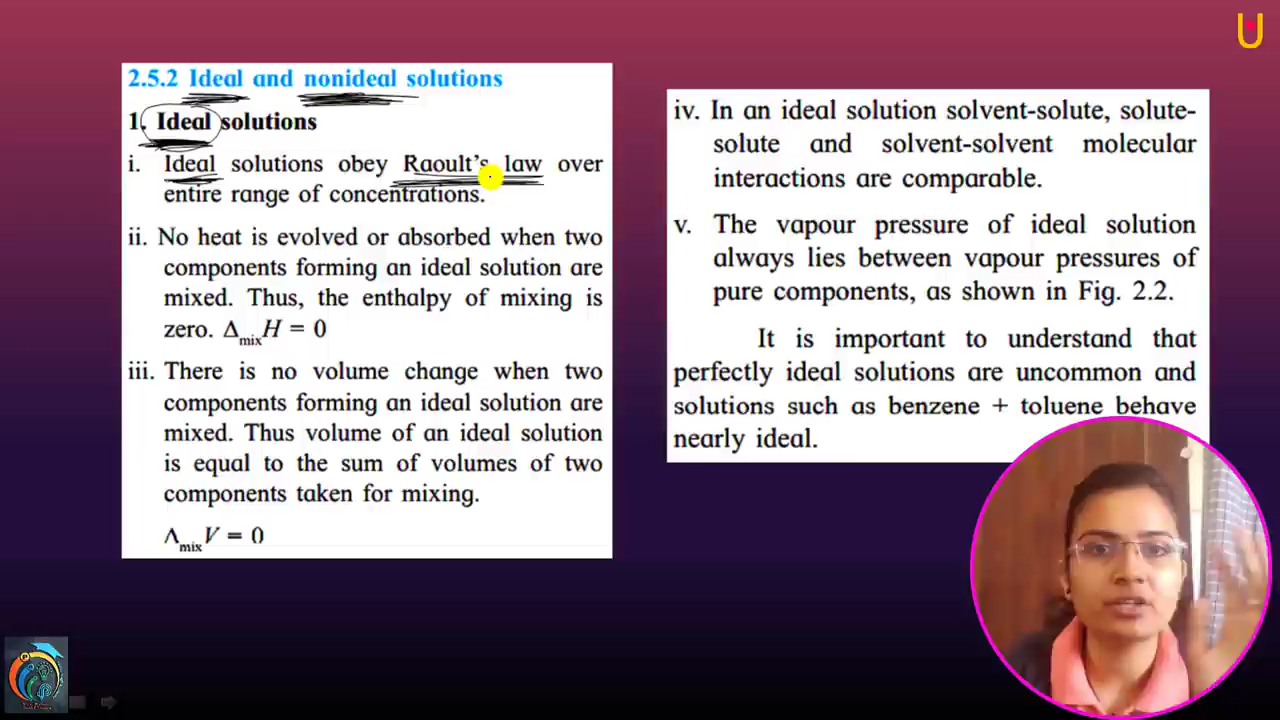 2.5.2 Ideal and nonideal solutions
1. Ideal solutions
i. Ideal solutions obey Raoult's law over
entire range of concentrations.
ii. No heat is evolved or absorbed when two
components forming an ideal solution are
mixed. Thus, the enthalpy of mixing is
zero. ΔmixH = 0
iii. There is no volume change when two
components forming an ideal solution are
mixed. Thus volume of an ideal solution
is equal to the sum of volumes of two
components taken for mixing.
ΔmixV = 0
iv. In an ideal solution solvent-solute, solute-
solute and solvent-solvent molecular
interactions are comparable.
v. The vapour pressure of ideal solution
always lies between vapour pressures of
pure components, as shown in Fig. 2.2.
It is important to understand that
perfectly ideal solutions are uncommon and
solutions such as benzene + toluene behave
nearly ideal.
U